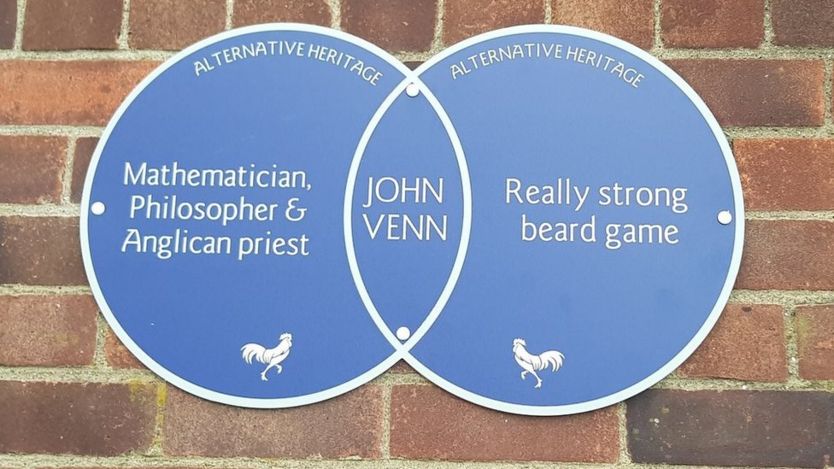 ALTERNATIVE HERITAGE
Mathematician,
Philosopher &
Anglican priest
JOHN
VENN
ALTERNATIVE HERITAGE
Really strong
beard game